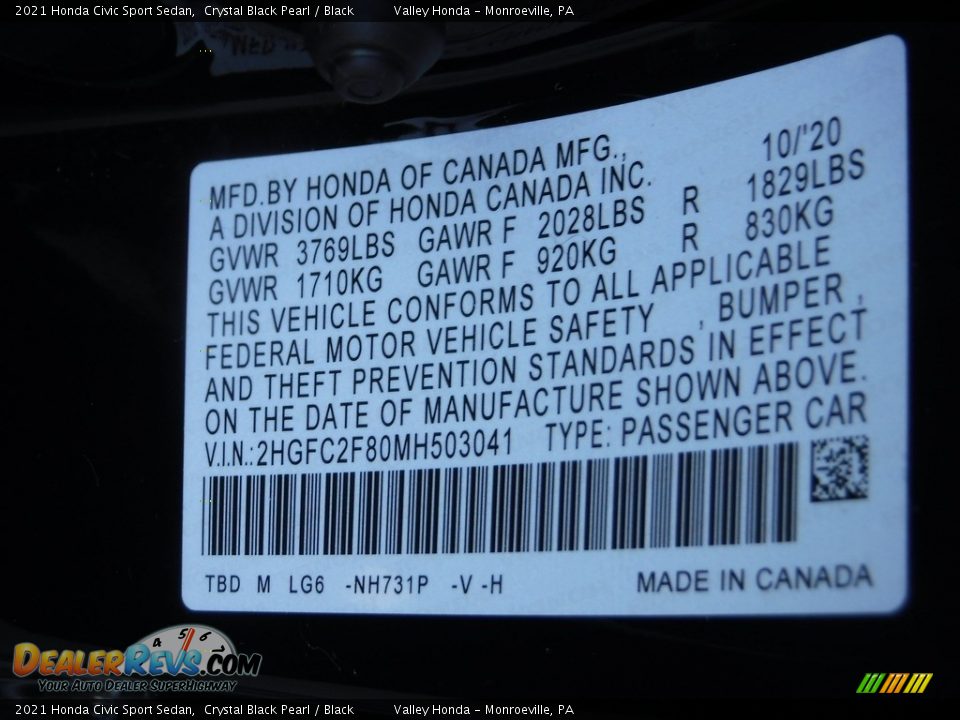 2021 Honda Civic Sport Sedan, Crystal Black Pearl / Black Valley Honda - Monroeville, PA
MFD.BY HONDA OF CANADA MFG., 10/'20
A DIVISION OF HONDA CANADA INC.
GVWR 3769LBS GAWR F 2028LBS R 1829LBS
GVWR 1710KG GAWR F 920KG R 830KG
THIS VEHICLE CONFORMS TO ALL APPLICABLE
FEDERAL MOTOR VEHICLE SAFETY , BUMPER ,
AND THEFT PREVENTION STANDARDS IN EFFECT
ON THE DATE OF MANUFACTURE SHOWN ABOVE.
V.I.N.:2HGFC2F80MH503041 TYPE: PASSENGER CAR
TBD M LG6 -NH731P -V -H MADE IN CANADA
4 5 6 7
DEALERREVS.COM
YOUR AUTO DEALER SUPERHIGHWAY
2021 Honda Civic Sport Sedan, Crystal Black Pearl / Black Valley Honda - Monroeville, PA